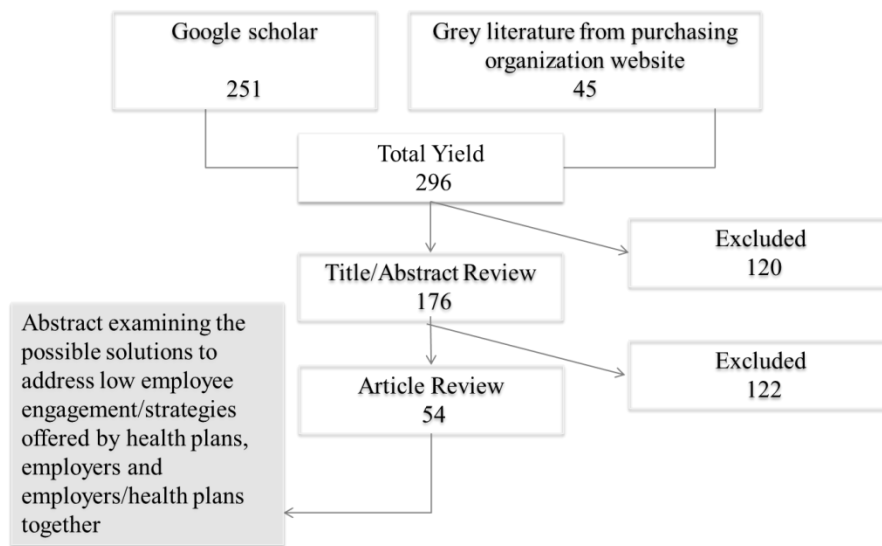 Google scholar
251
Grey literature from purchasing
organization website
45
Total Yield
296
Excluded
120
Title/Abstract Review
176
Abstract examining the
possible solutions to
address low employee
engagement/strategies
offered by health plans,
employers and
employers/health plans
together
Excluded
122
Article Review
54